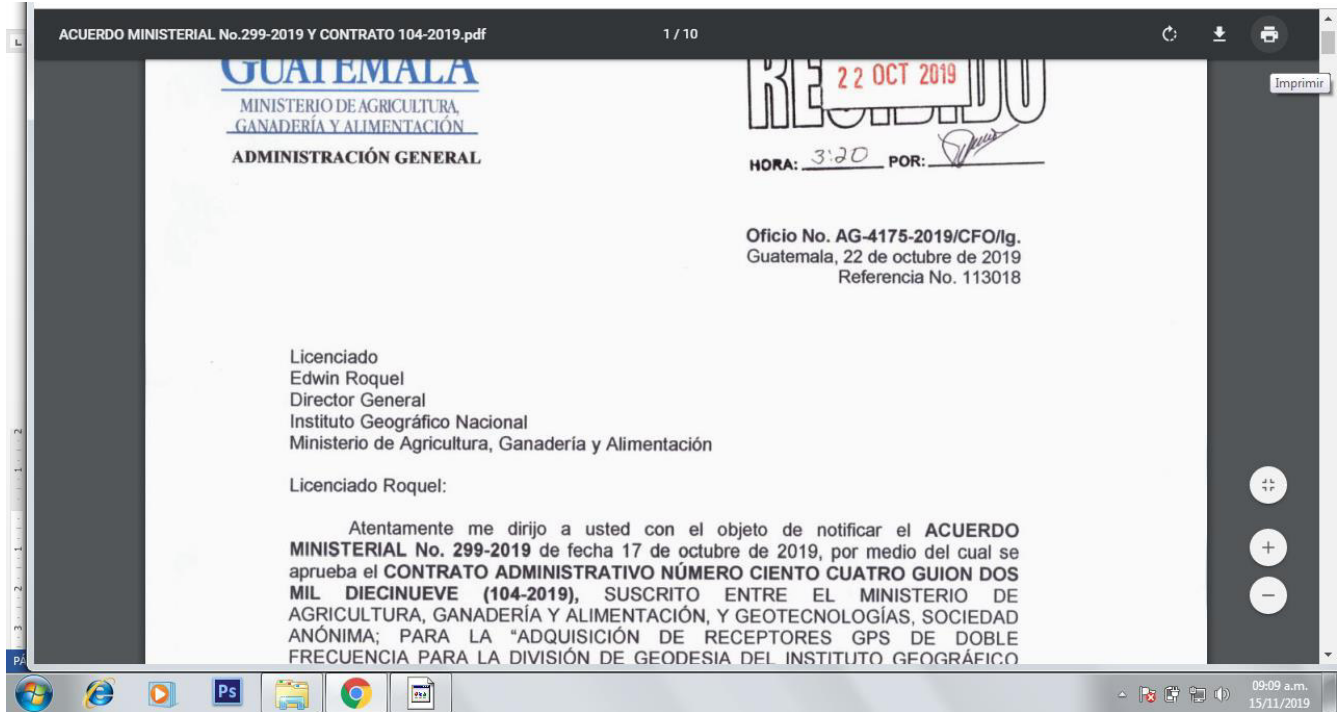 ACUERDO MINISTERIAL No.299-2019 Y CONTRATO 104-2019.pdf
1 / 10
Imprimir
GUATEMALA
MINISTERIO DE AGRICULTURA,
GANADERÍA Y ALIMENTACIÓN
ADMINISTRACIÓN GENERAL
RECIBIDO
22 OCT 2019
HORA: 3:20 POR:
Oficio No. AG-4175-2019/CFO/lg.
Guatemala, 22 de octubre de 2019
Referencia No. 113018
Licenciado
Edwin Roquel
Director General
Instituto Geográfico Nacional
Ministerio de Agricultura, Ganadería y Alimentación
Licenciado Roquel:
Atentamente me dirijo a usted con el objeto de notificar el ACUERDO
MINISTERIAL No. 299-2019 de fecha 17 de octubre de 2019, por medio del cual se
aprueba el CONTRATO ADMINISTRATIVO NÚMERO CIENTO CUATRO GUION DOS
MIL DIECINUEVE (104-2019), SUSCRITO ENTRE EL MINISTERIO DE
AGRICULTURA, GANADERÍA Y ALIMENTACIÓN, Y GEOTECNOLOGÍAS, SOCIEDAD
ANÓNIMA; PARA LA “ADQUISICIÓN DE RECEPTORES GPS DE DOBLE
FRECUENCIA PARA LA DIVISIÓN DE GEODESIA DEL INSTITUTO GEOGRÁFICO
PÁ
Ps
09:09 a.m.
15/11/2019